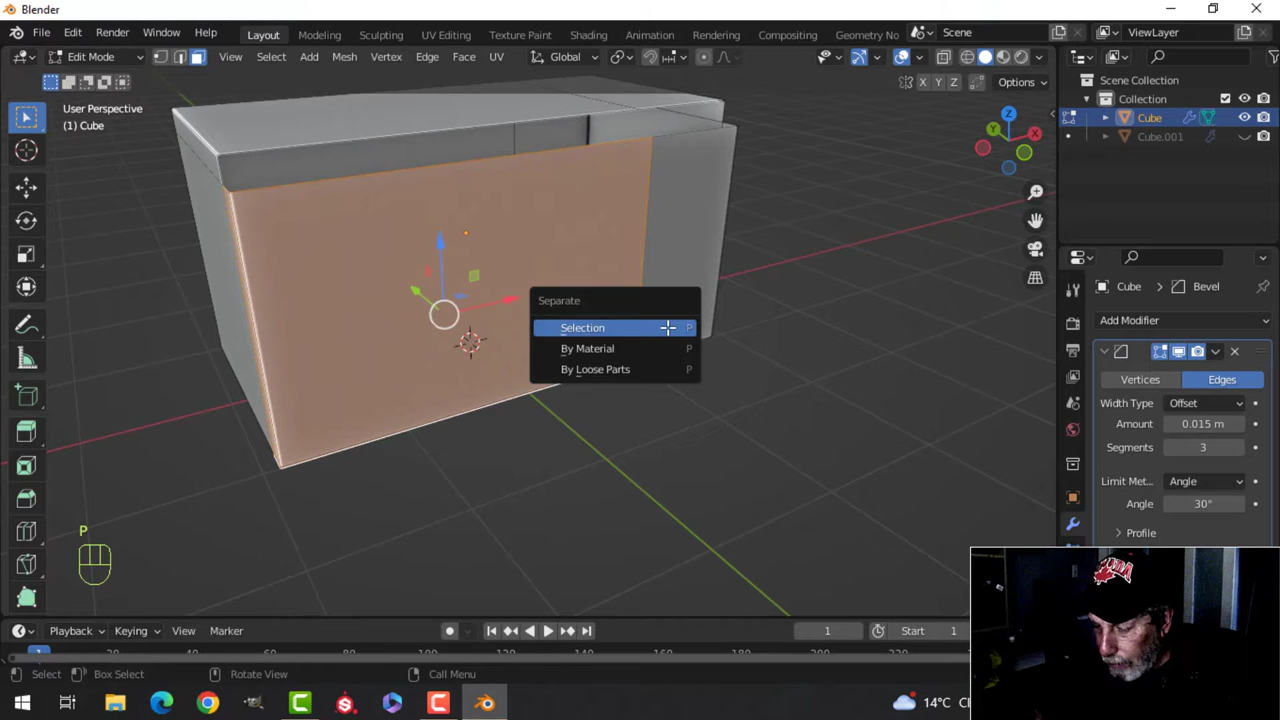 Blender
File Edit Render Window Help
Layout Modeling Sculpting UV Editing Texture Paint Shading Animation Rendering Compositing Geometry No
Scene
ViewLayer
Edit Mode
View Select Add Mesh Vertex Edge Face UV
Global
X Y Z
Options
User Perspective
(1) Cube
Z
Y
X
Scene Collection
Collection
Cube
Cube.001
Separate
Selection P
By Material P
By Loose Parts P
Cube
Bevel
Add Modifier
Vertices Edges
Width Type Offset
Amount 0.015 m
Segments 3
Limit Met... Angle
Angle 30°
Profile
P
Playback Keying View Marker
1
Start 1
1
Select Box Select Rotate View Call Menu
14°C